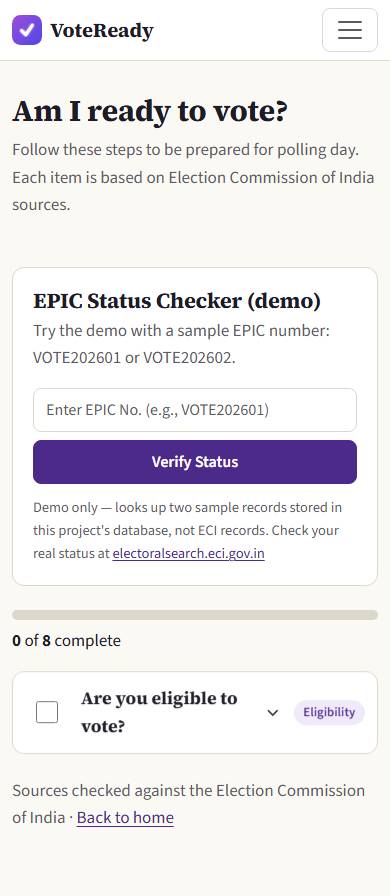 VoteReady
Am I ready to vote?
Follow these steps to be prepared for polling day.
Each item is based on Election Commission of India
sources.
EPIC Status Checker (demo)
Try the demo with a sample EPIC number:
VOTE202601 or VOTE202602.
Enter EPIC No. (e.g., VOTE202601)
Verify Status
Demo only — looks up two sample records stored in
this project's database, not ECI records. Check your
real status at electoralsearch.eci.gov.in
0 of 8 complete
Are you eligible to
vote?
Eligibility
Sources checked against the Election Commission
of India · Back to home